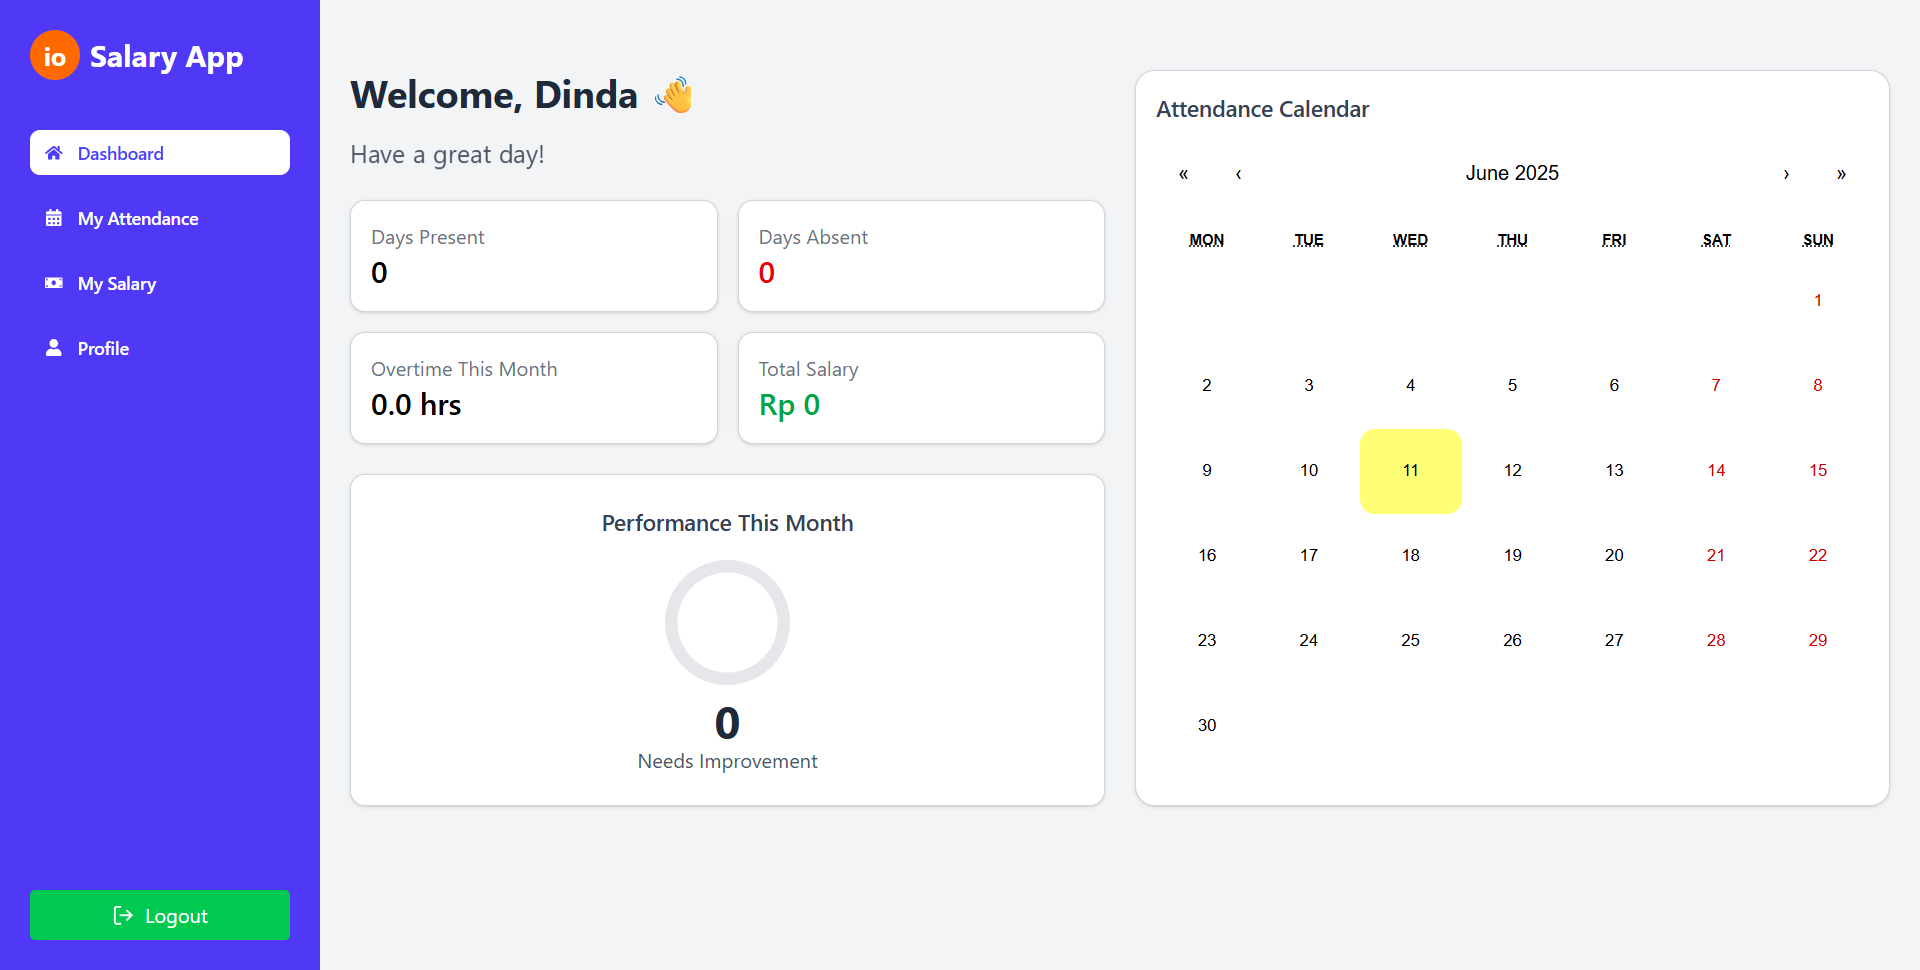 io Salary App
Dashboard
My Attendance
My Salary
Profile
Logout
Welcome, Dinda 👋
Have a great day!
Days Present
0
Days Absent
0
Overtime This Month
0.0 hrs
Total Salary
Rp 0
Performance This Month
0
Needs Improvement
Attendance Calendar
« ‹ June 2025 › »
MON TUE WED THU FRI SAT SUN
1
2 3 4 5 6 7 8
9 10 11 12 13 14 15
16 17 18 19 20 21 22
23 24 25 26 27 28 29
30